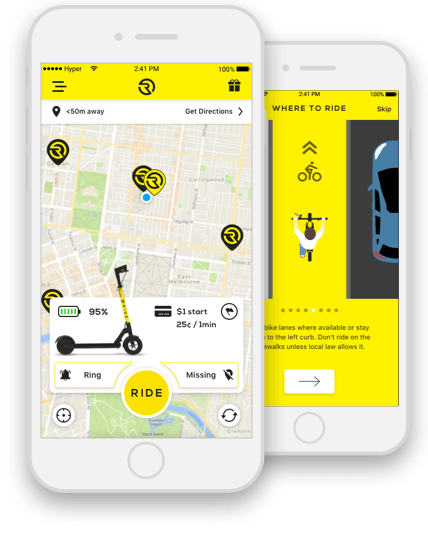 Hyper
2:41 PM
100%
<50m away
Get Directions
Collingwood
East
Melbourne
95%
$1 start
25c / 1min
Ring
Missing
RIDE
Cremorne
2:41 PM
100%
WHERE TO RIDE
Skip
bike lanes where available or stay
to the left curb. Don't ride on the
unless local law allows it.